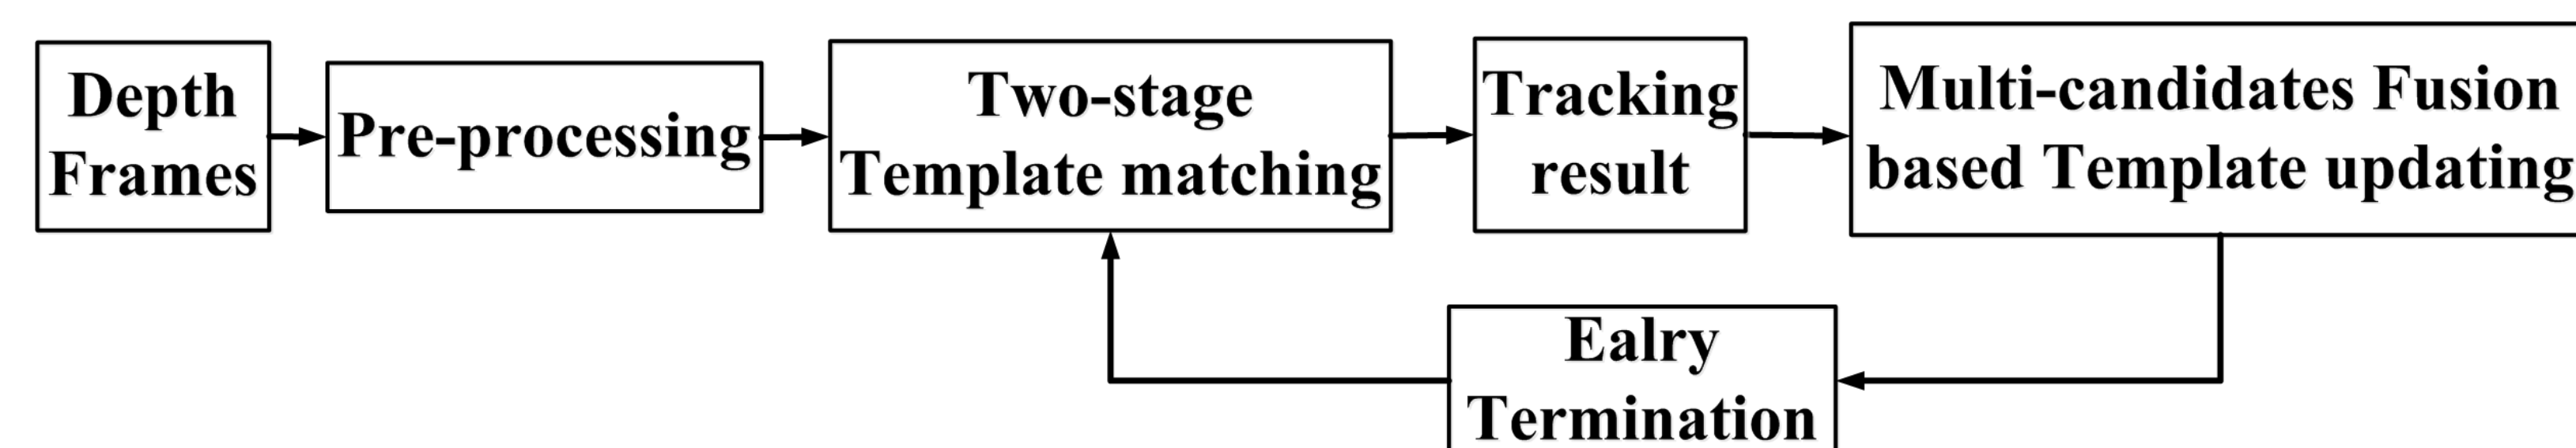 Depth
Frames
Pre-processing
Two-stage
Template matching
Tracking
result
Multi-candidates Fusion
based Template updating
Ealry
Termination